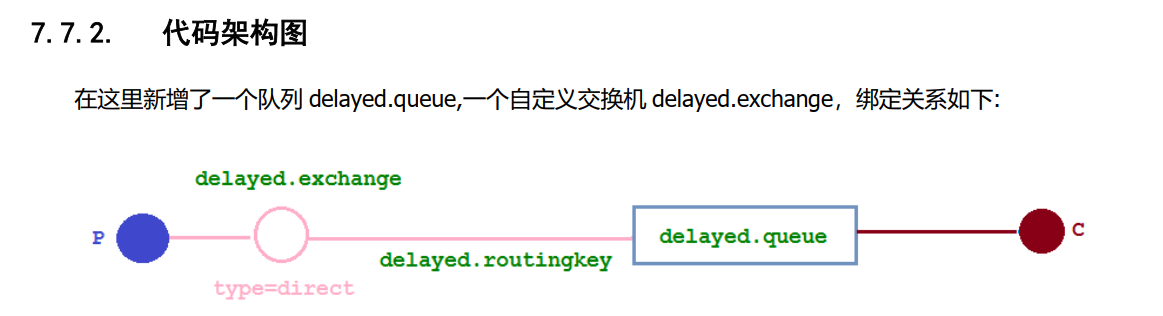 7.7.2. 代码架构图
在这里新增了一个队列 delayed.queue,一个自定义交换机 delayed.exchange，绑定关系如下:
delayed.exchange
P
delayed.queue
C
delayed.routingkey
type=direct